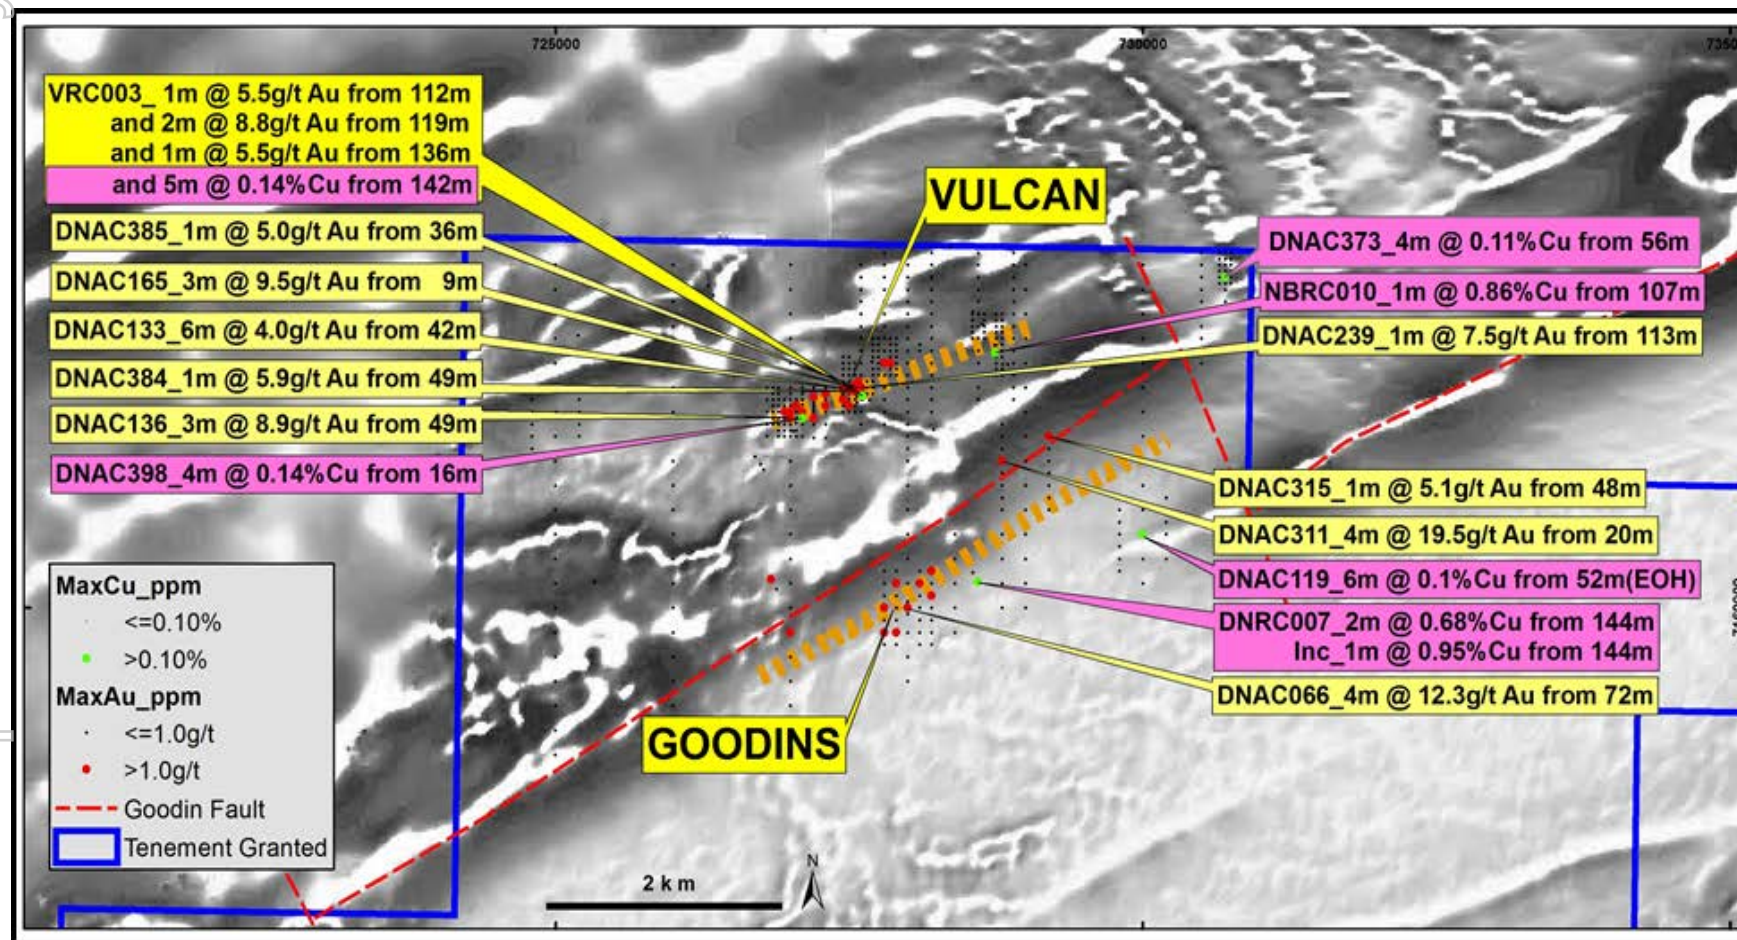 725000
730000
VRC003_ 1m @ 5.5g/t Au from 112m
and 2m @ 8.8g/t Au from 119m
and 1m @ 5.5g/t Au from 136m
and 5m @ 0.14%Cu from 142m
DNAC385_1m @ 5.0g/t Au from 36m
DNAC165_3m @ 9.5g/t Au from 9m
DNAC133_6m @ 4.0g/t Au from 42m
DNAC384_1m @ 5.9g/t Au from 49m
DNAC136_3m @ 8.9g/t Au from 49m
DNAC398_4m @ 0.14%Cu from 16m
VULCAN
DNAC373_4m @ 0.11%Cu from 56m
NBRC010_1m @ 0.86%Cu from 107m
DNAC239_1m @ 7.5g/t Au from 113m
DNAC315_1m @ 5.1g/t Au from 48m
DNAC311_4m @ 19.5g/t Au from 20m
DNAC119_6m @ 0.1%Cu from 52m(EOH)
DNRC007_2m @ 0.68%Cu from 144m
Inc_1m @ 0.95%Cu from 144m
DNAC066_4m @ 12.3g/t Au from 72m
GOODINS
MaxCu_ppm
<=0.10%
>0.10%
MaxAu_ppm
<=1.0g/t
>1.0g/t
Goodin Fault
Tenement Granted
2 km
N